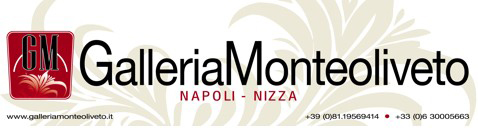 GM
GalleriaMonteoliveto
NAPOLI - NIZZA
www.galleriamonteoliveto.it +39 (0)81.19569414 • +33 (0)6 30005663